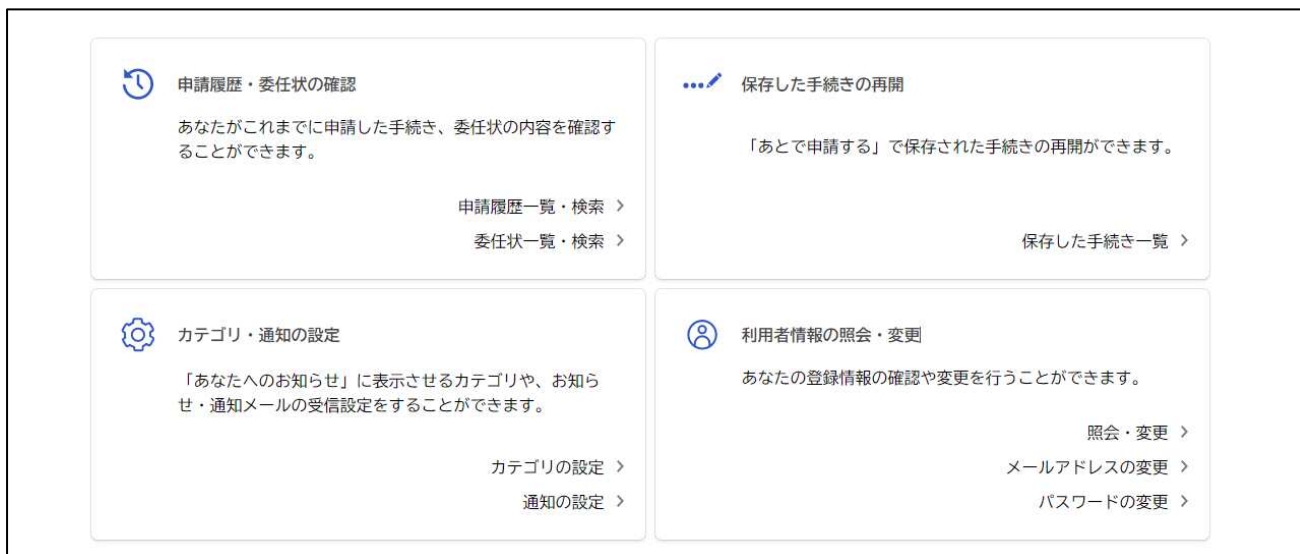 申請履歴・委任状の確認
あなたがこれまでに申請した手続き、委任状の内容を確認す
ることができます。
申請履歴一覧・検索
委任状一覧・検索
保存した手続きの再開
「あとで申請する」で保存された手続きの再開ができます。
保存した手続き一覧
カテゴリ・通知の設定
「あなたへのお知らせ」に表示させるカテゴリや、お知ら
せ・通知メールの受信設定をすることができます。
カテゴリの設定
通知の設定
利用者情報の照会・変更
あなたの登録情報の確認や変更を行うことができます。
照会・変更
メールアドレスの変更
パスワードの変更